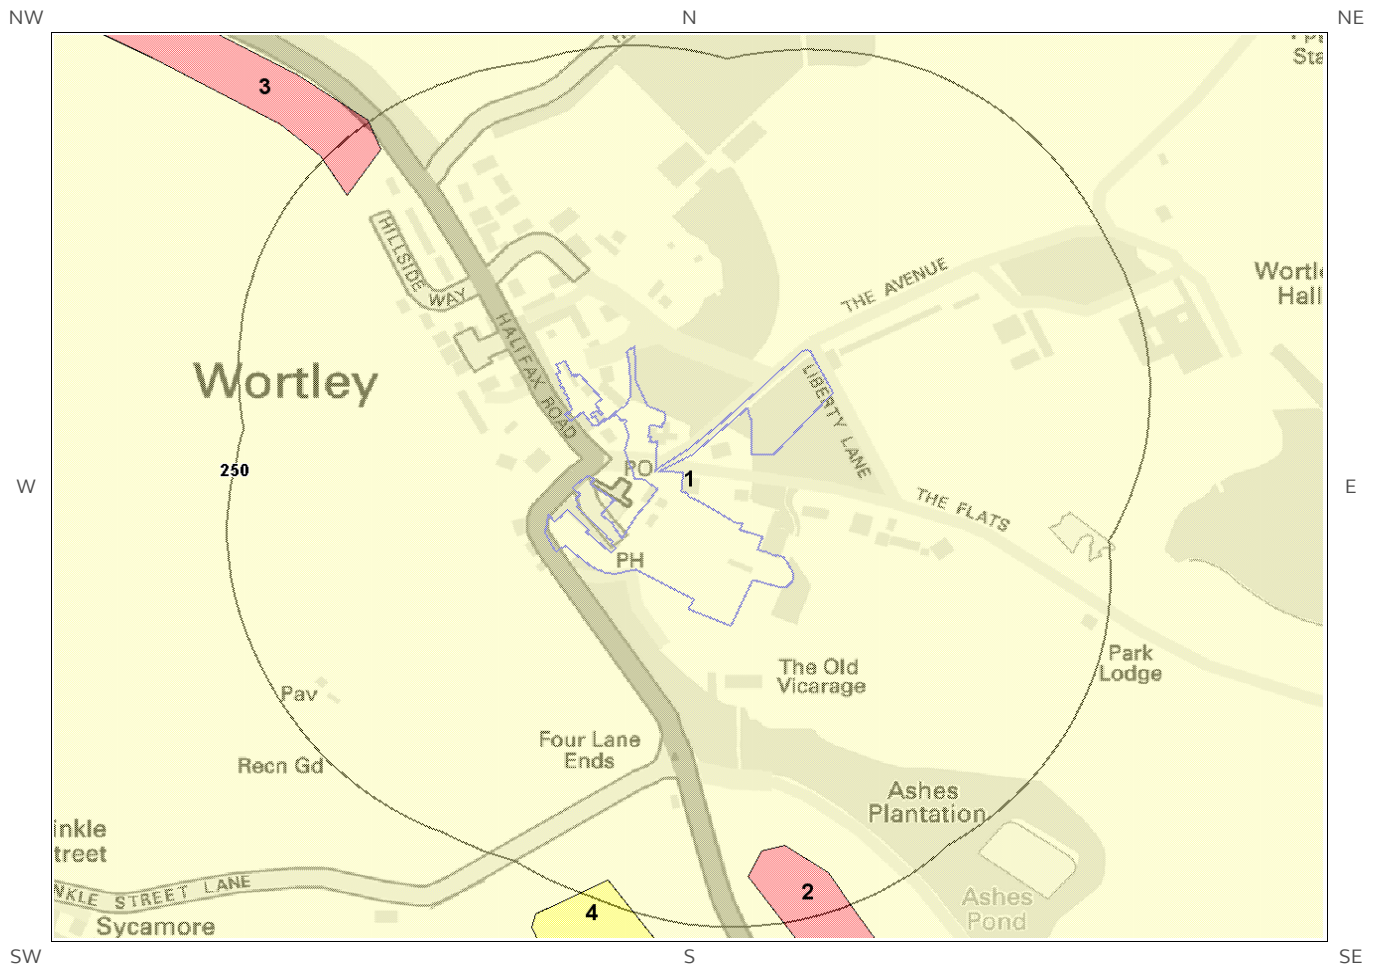 NW
N
NE
3
Sta
HILLSIDE
WAY
THE AVENUE
Wortl
Hall
HALIFAX ROAD
Wortley
LIBERTY LANE
250
PO
1
W
E
THE FLATS
PH
The Old
Vicarage
Park
Lodge
Pav
Four Lane
Ends
Recn Gd
Ashes
Plantation
inkle
treet
NKLE STREET LANE
2
4
Ashes
Pond
Sycamore
SW
S
SE